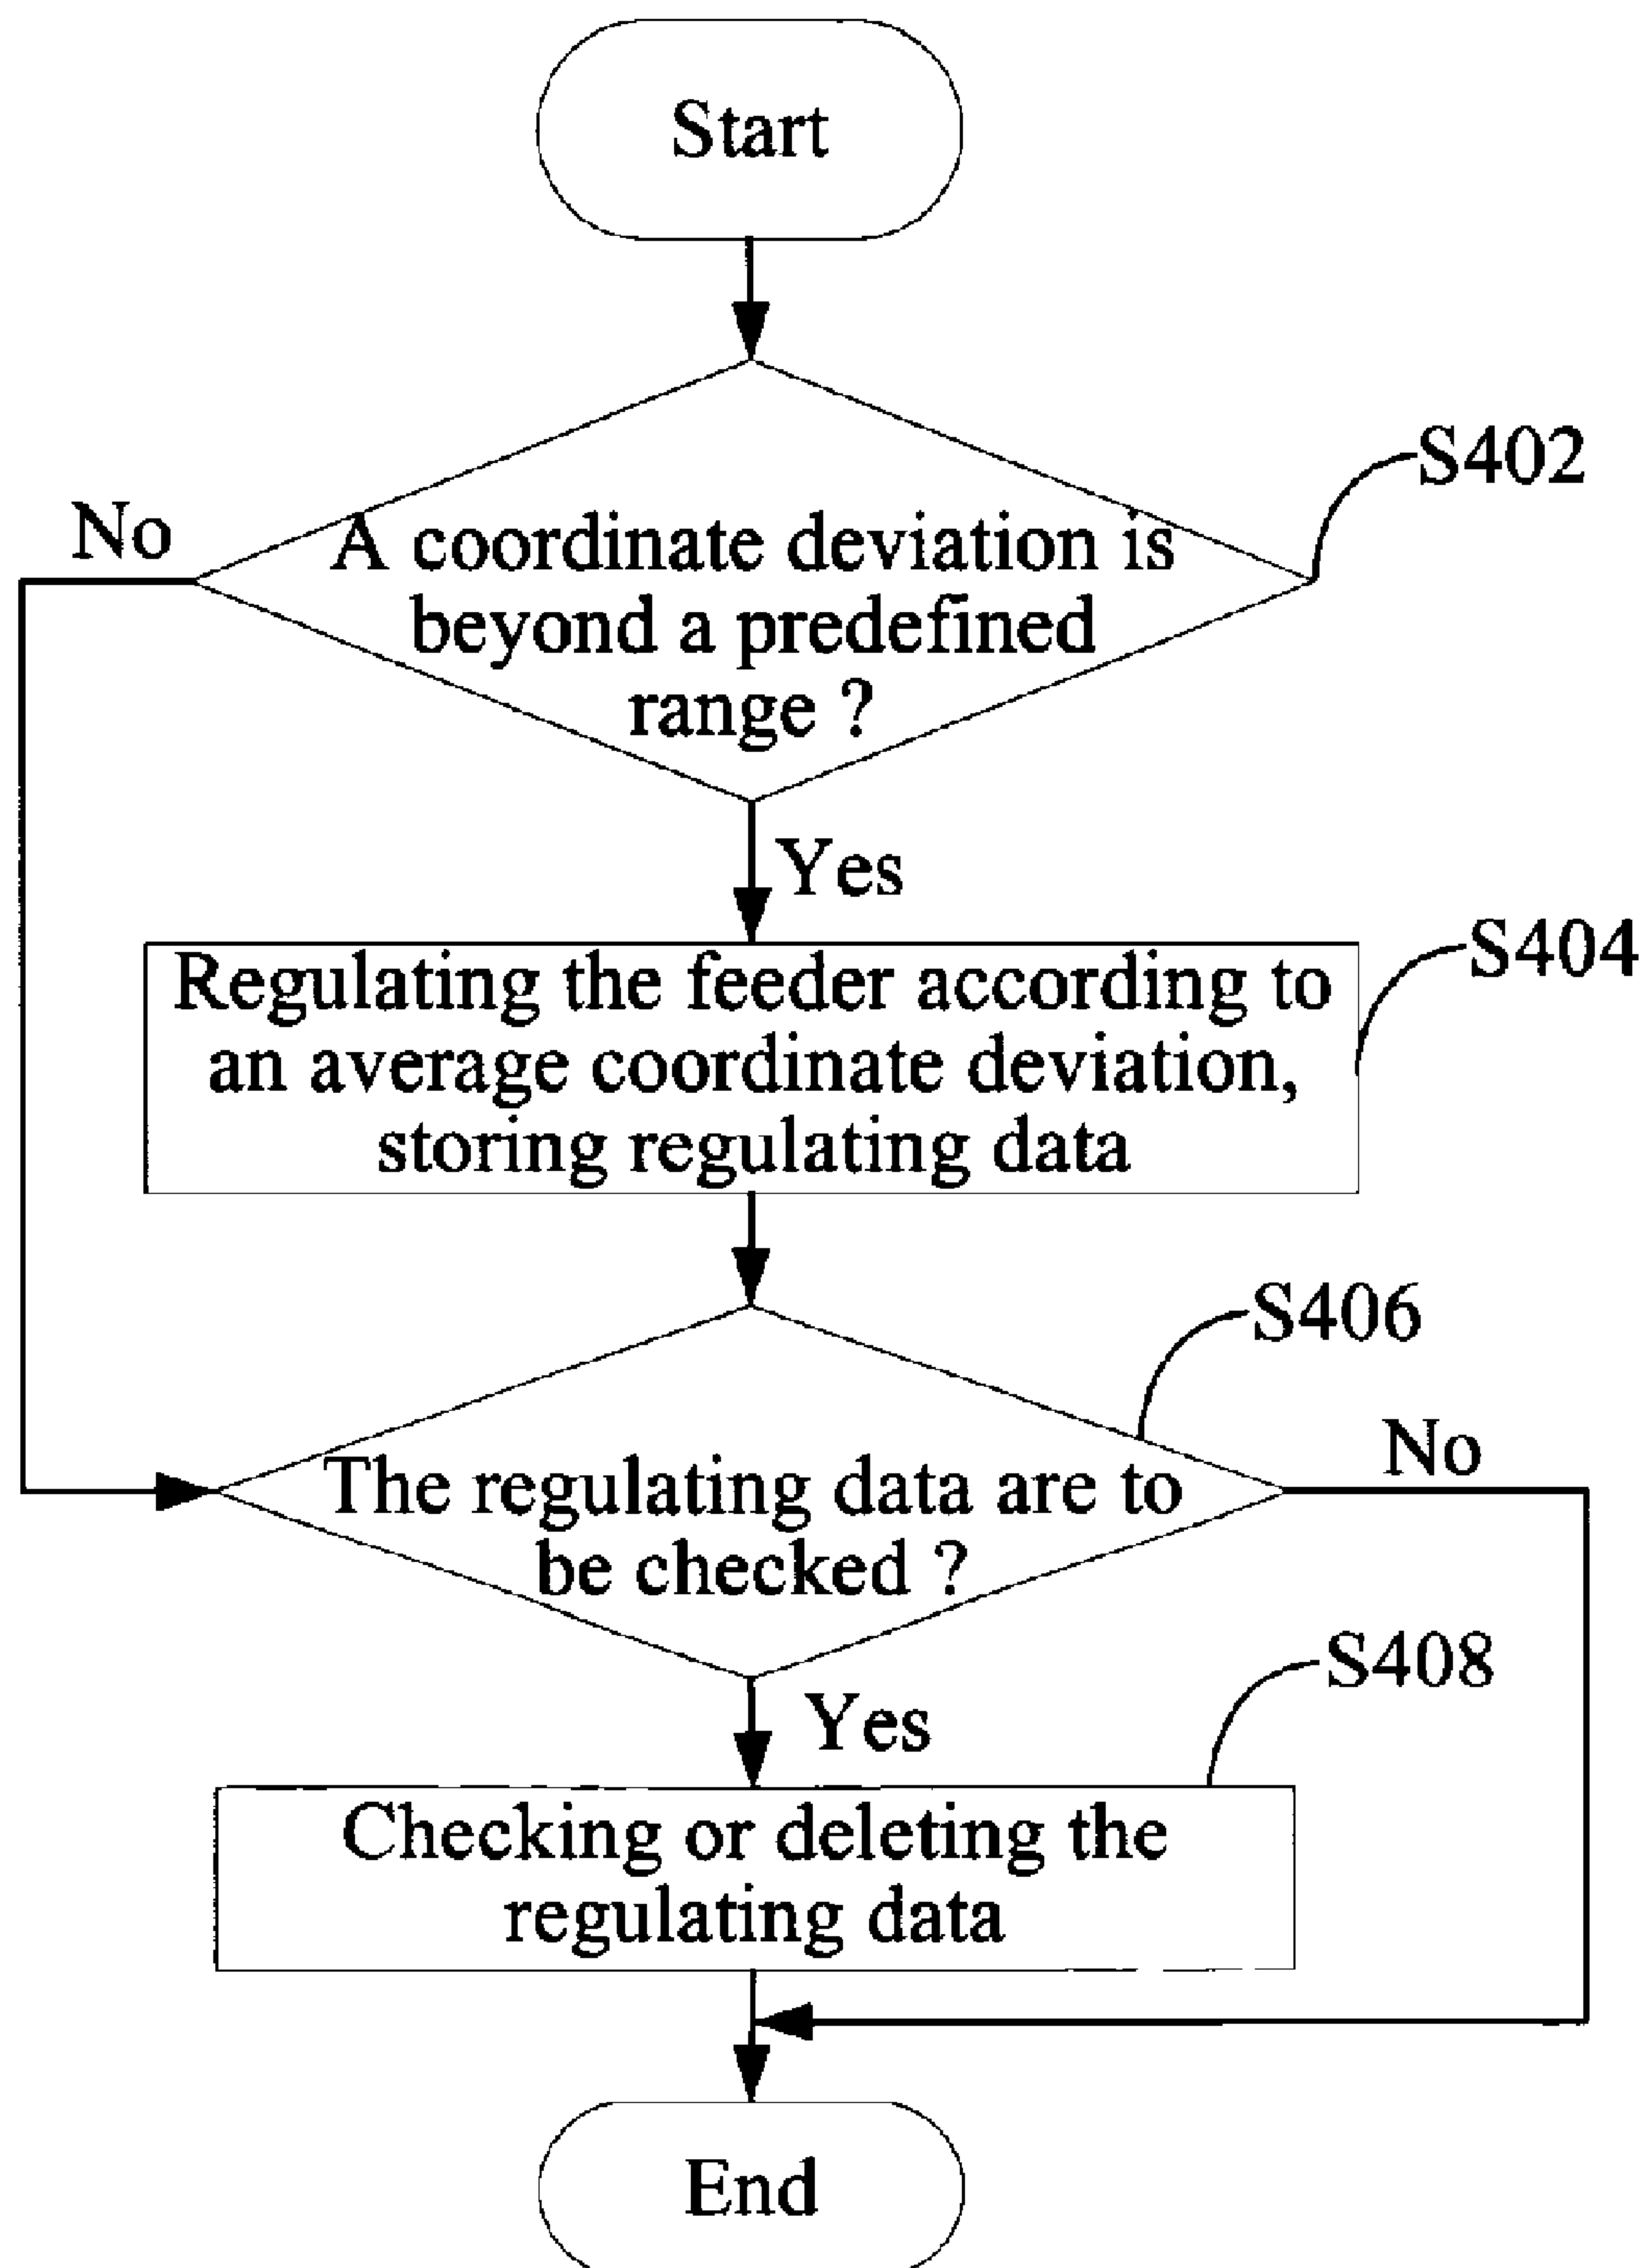 Start
S402
No
A coordinate deviation is
beyond a predefined
range ?
Yes
S404
Regulating the feeder according to
an average coordinate deviation,
storing regulating data
S406
No
The regulating data are to
be checked ?
S408
Yes
Checking or deleting the
regulating data
End